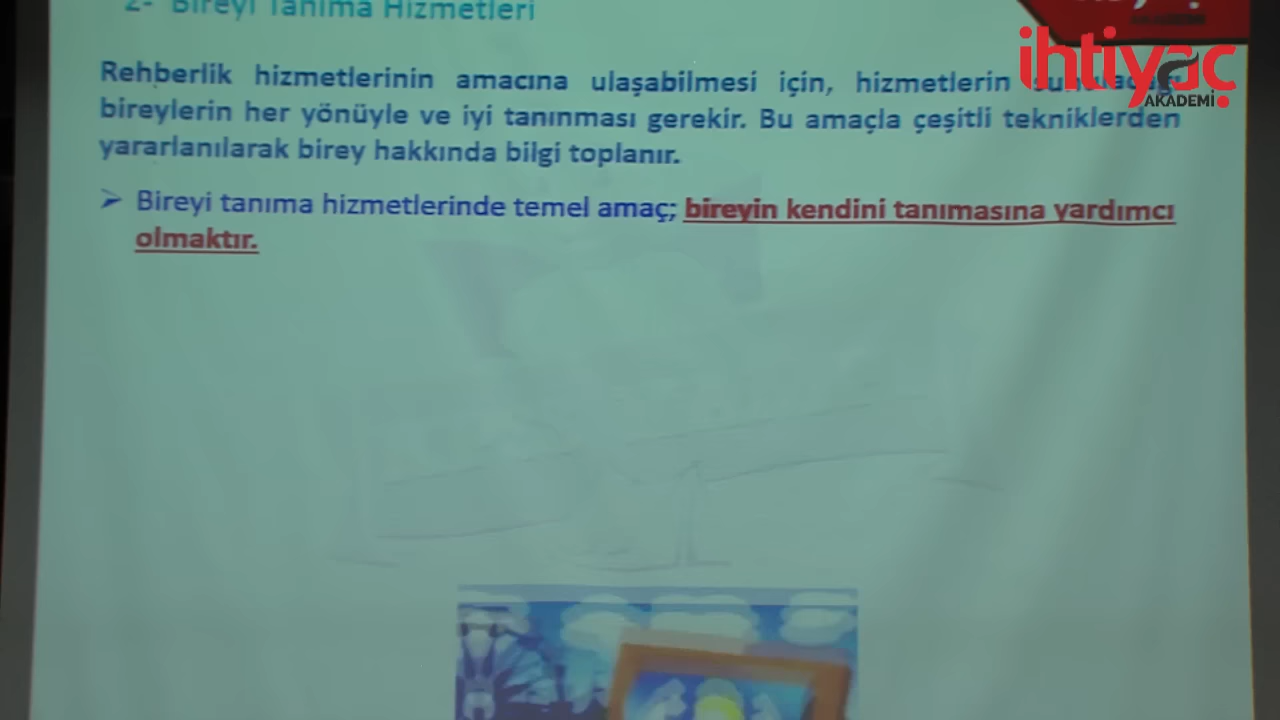 2- Bireyi Tanıma Hizmetleri
ihtiyaç
AKADEMİ
Rehberlik hizmetlerinin amacına ulaşabilmesi için, hizmetlerin
bireylerin her yönüyle ve iyi tanınması gerekir. Bu amaçla çeşitli tekniklerden
yararlanılarak birey hakkında bilgi toplanır.
➢ Bireyi tanıma hizmetlerinde temel amaç; bireyin kendini tanımasına yardımcı
olmaktır.